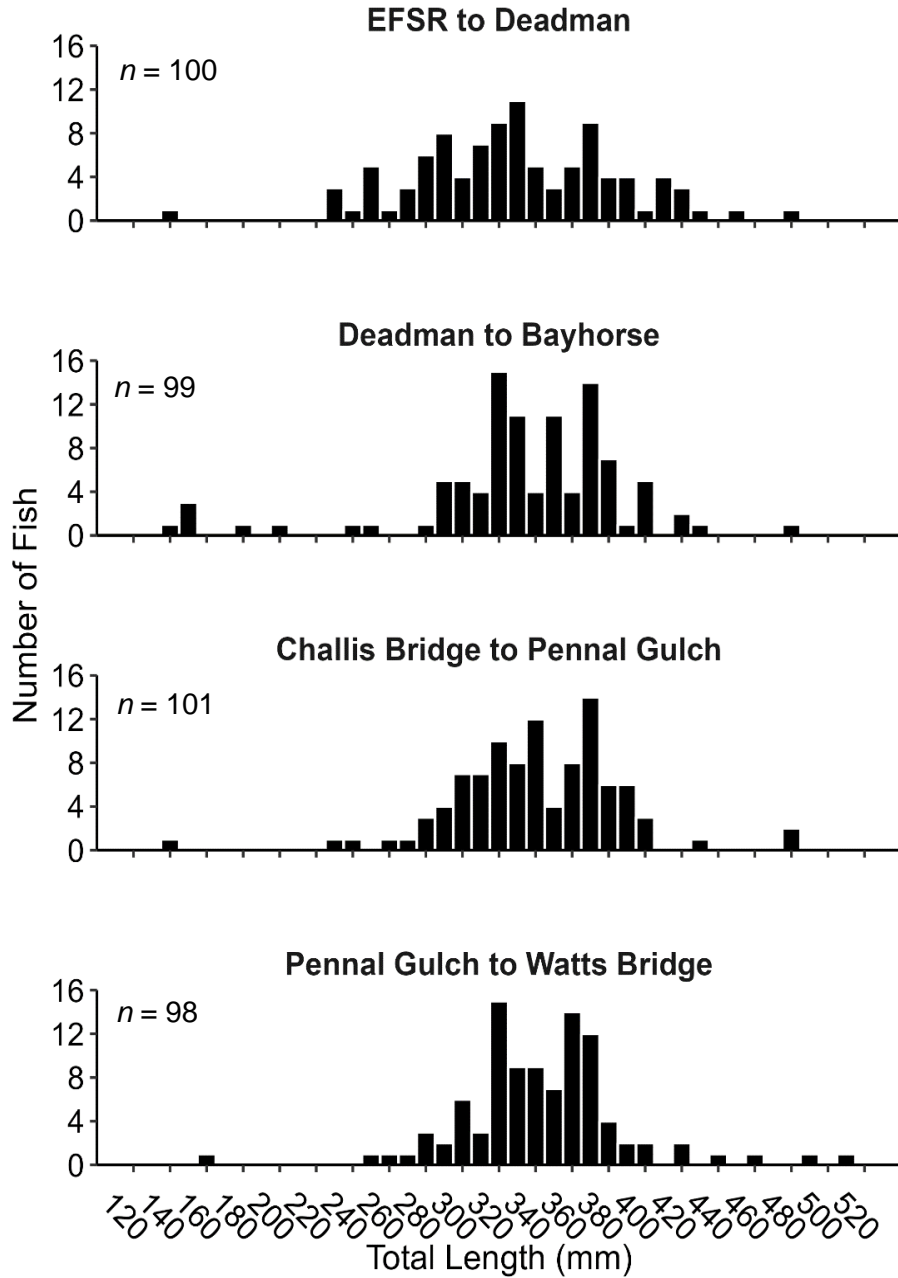 EFSR to Deadman
16
n = 100
12
8
4
0
Deadman to Bayhorse
16
n = 99
12
8
4
0
Number of Fish
Challis Bridge to Pennal Gulch
16
n = 101
12
8
4
0
Pennal Gulch to Watts Bridge
16
n = 98
12
8
4
0
120 140 160 180 200 220 240 260 280 300 320 340 360 380 400 420 440 460 480 500 520
Total Length (mm)